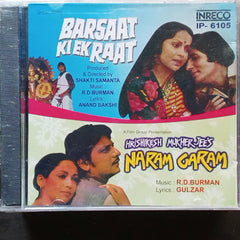 INRECO
IP- 6105
BARSAAT
KI EK RAAT
Produced
& Directed by
SHAKTI SAMANTA
Music:
R.D BURMAN
Lyrics:
ANAND BAKSHI
A Film Group Presentation
HRISHIKESH MUKHERJEE'S
NARAM GARAM
Music : R.D.BURMAN
Lyrics : GULZAR